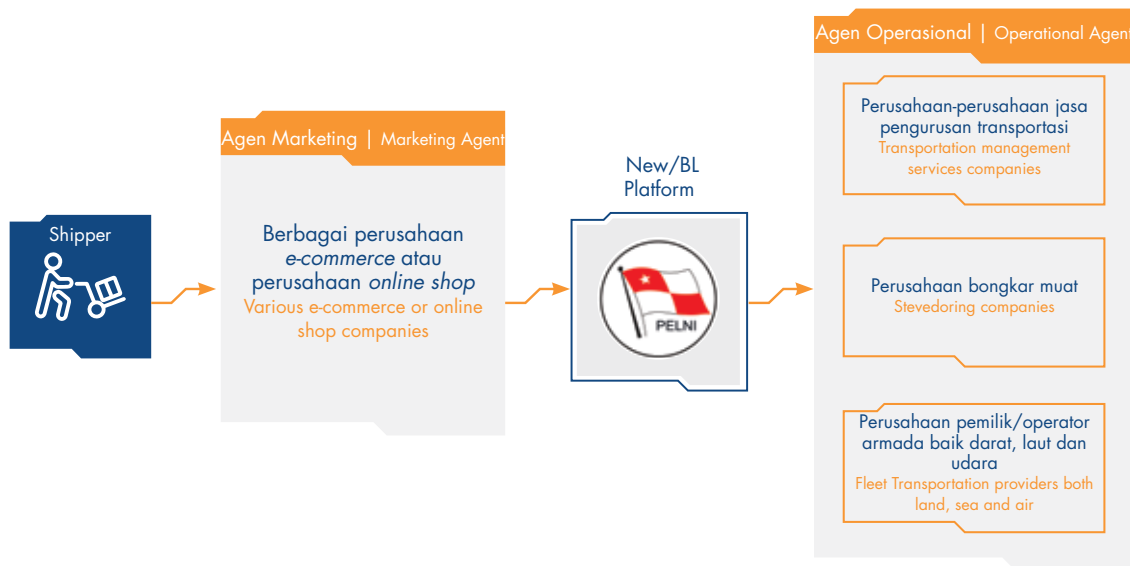 Shipper
Agen Marketing | Marketing Agent
Berbagai perusahaan
e-commerce atau
perusahaan online shop
Various e-commerce or online
shop companies
New/BL
Platform
PELNI
Agen Operasional | Operational Agent
Perusahaan-perusahaan jasa
pengurusan transportasi
Transportation management
services companies
Perusahaan bongkar muat
Stevedoring companies
Perusahaan pemilik/operator
armada baik darat, laut dan
udara
Fleet Transportation providers both
land, sea and air